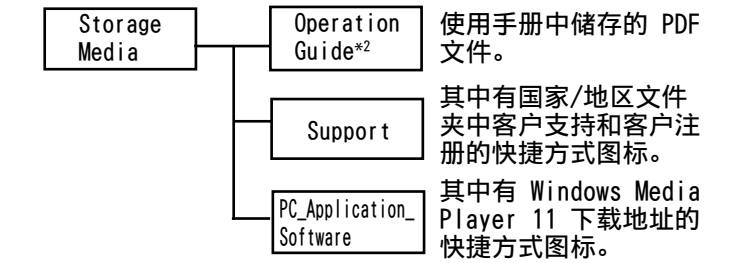 Storage
Media
Operation
Guide*2
使用手册中储存的 PDF
文件。
Support
其中有国家/地区文件
夹中客户支持和客户注
册的快捷方式图标。
PC_Application_
Software
其中有 Windows Media
Player 11 下载地址的
快捷方式图标。